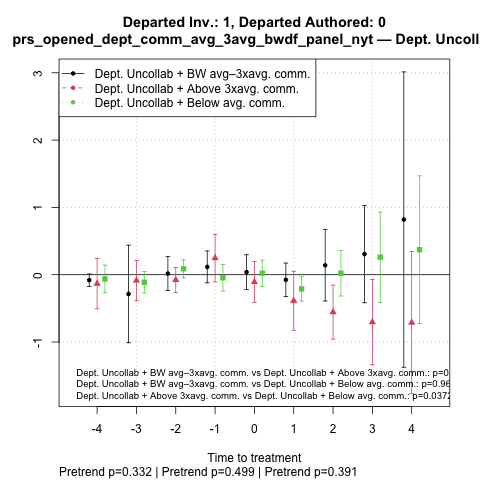 Departed Inv.: 1, Departed Authored: 0
prs_opened_dept_comm_avg_3avg_bwdf_panel_nyt — Dept. Uncoll
Dept. Uncollab + BW avg–3xavg. comm.
Dept. Uncollab + Above 3xavg. comm.
Dept. Uncollab + Below avg. comm.
3
2
1
0
-1
Dept. Uncollab + BW avg–3xavg. comm. vs Dept. Uncollab + Above 3xavg. comm.: p=0
Dept. Uncollab + BW avg–3xavg. comm. vs Dept. Uncollab + Below avg. comm.: p=0.96
Dept. Uncollab + Above 3xavg. comm. vs Dept. Uncollab + Below avg. comm.: p=0.0372
-4 -3 -2 -1 0 1 2 3 4
Time to treatment
Pretrend p=0.332 | Pretrend p=0.499 | Pretrend p=0.391